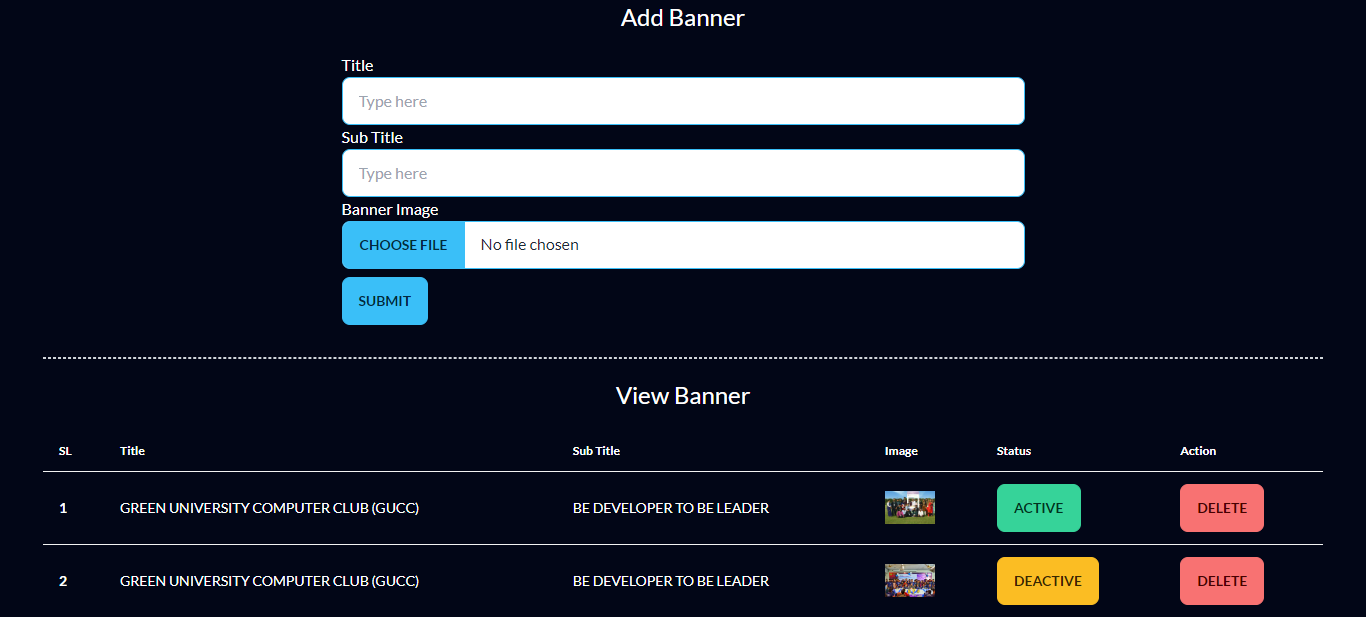 Add Banner
Title
Type here
Sub Title
Type here
Banner Image
CHOOSE FILE No file chosen
SUBMIT
View Banner
SL Title Sub Title Image Status Action
1 GREEN UNIVERSITY COMPUTER CLUB (GUCC) BE DEVELOPER TO BE LEADER ACTIVE DELETE
2 GREEN UNIVERSITY COMPUTER CLUB (GUCC) BE DEVELOPER TO BE LEADER DEACTIVE DELETE